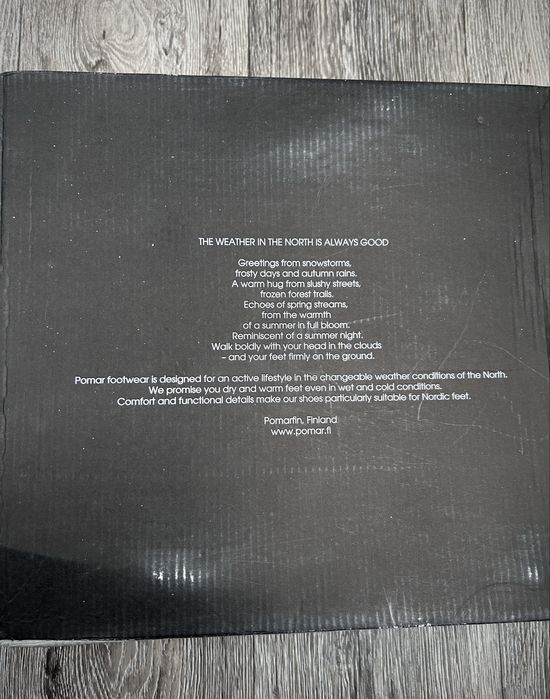 THE WEATHER IN THE NORTH IS ALWAYS GOOD
Greetings from snowstorms,
frosty days and autumn rains.
A warm hug from slushy streets,
frozen forest trails.
Echoes of spring streams,
from the warmth
of a summer in full bloom.
Reminiscent of a summer night.
Walk boldly with your head in the clouds
– and your feet firmly on the ground.
Pomar footwear is designed for an active lifestyle in the changeable weather conditions of the North.
We promise you dry and warm feet even in wet and cold conditions.
Comfort and functional details make our shoes particularly suitable for Nordic feet.
Pomarfin, Finland
www.pomar.fi